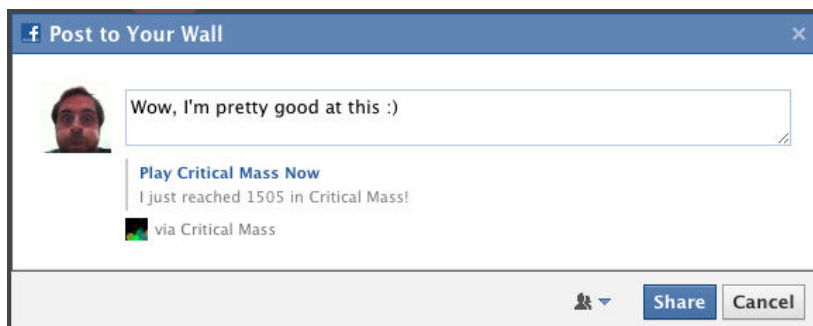 f Post to Your Wall
Wow, I'm pretty good at this :)
Play Critical Mass Now
I just reached 1505 in Critical Mass!
via Critical Mass
Share Cancel